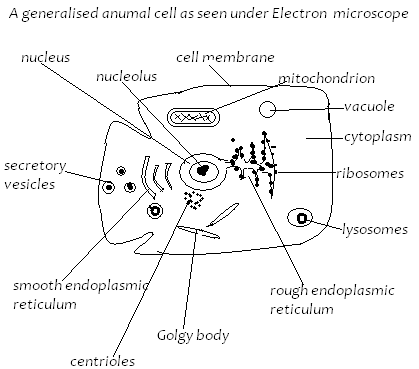 A generalised anumal cell as seen under Electron microscope
nucleus
cell membrane
nucleolus
mitochondrion
vacuole
cytoplasm
secretory
vesicles
ribosomes
lysosomes
smooth endoplasmic
reticulum
rough endoplasmic
reticulum
Golgy body
centrioles